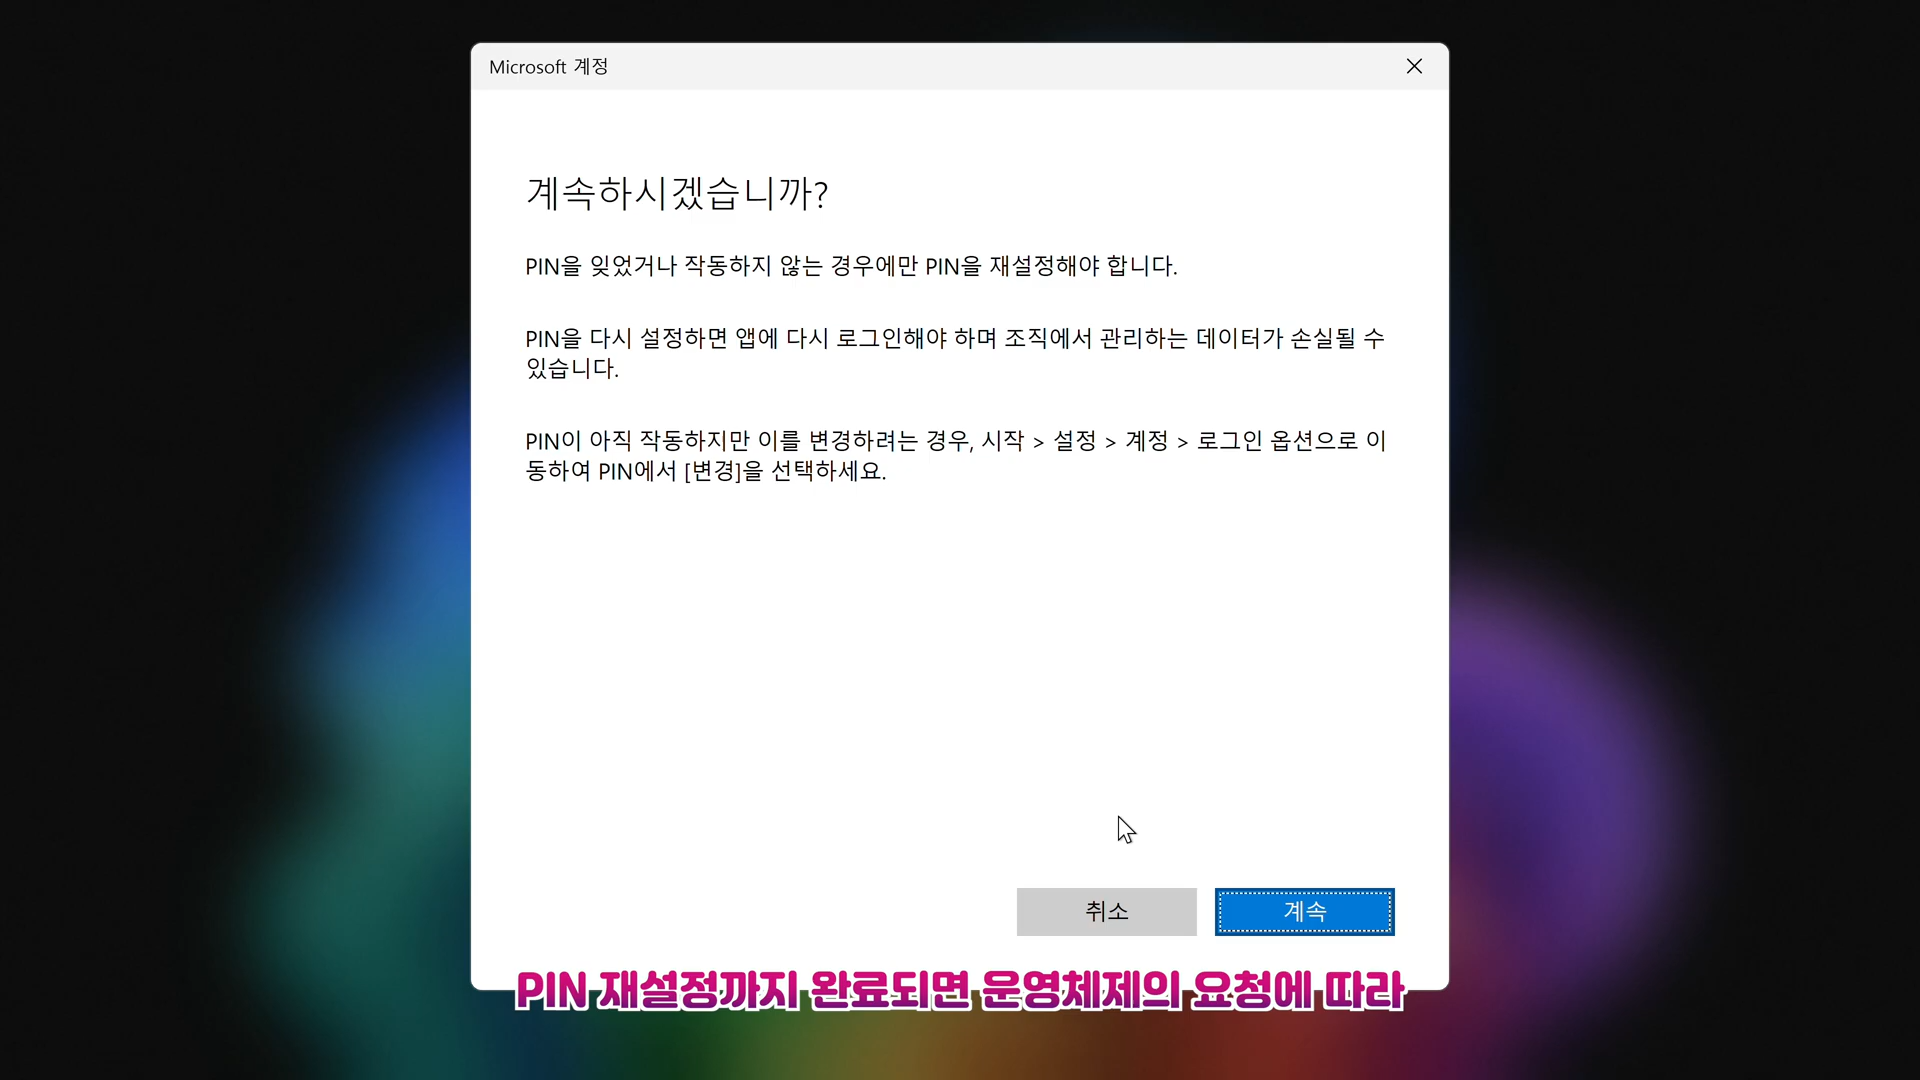 Microsoft 계정
계속하시겠습니까?
PIN을 잊었거나 작동하지 않는 경우에만 PIN을 재설정해야 합니다.
PIN을 다시 설정하면 앱에 다시 로그인해야 하며 조직에서 관리하는 데이터가 손실될 수
있습니다.
PIN이 아직 작동하지만 이를 변경하려는 경우, 시작 > 설정 > 계정 > 로그인 옵션으로 이
동하여 PIN에서 [변경]을 선택하세요.
취소
계속
PIN 재설정까지 완료되면 운영체제의 요청에 따라